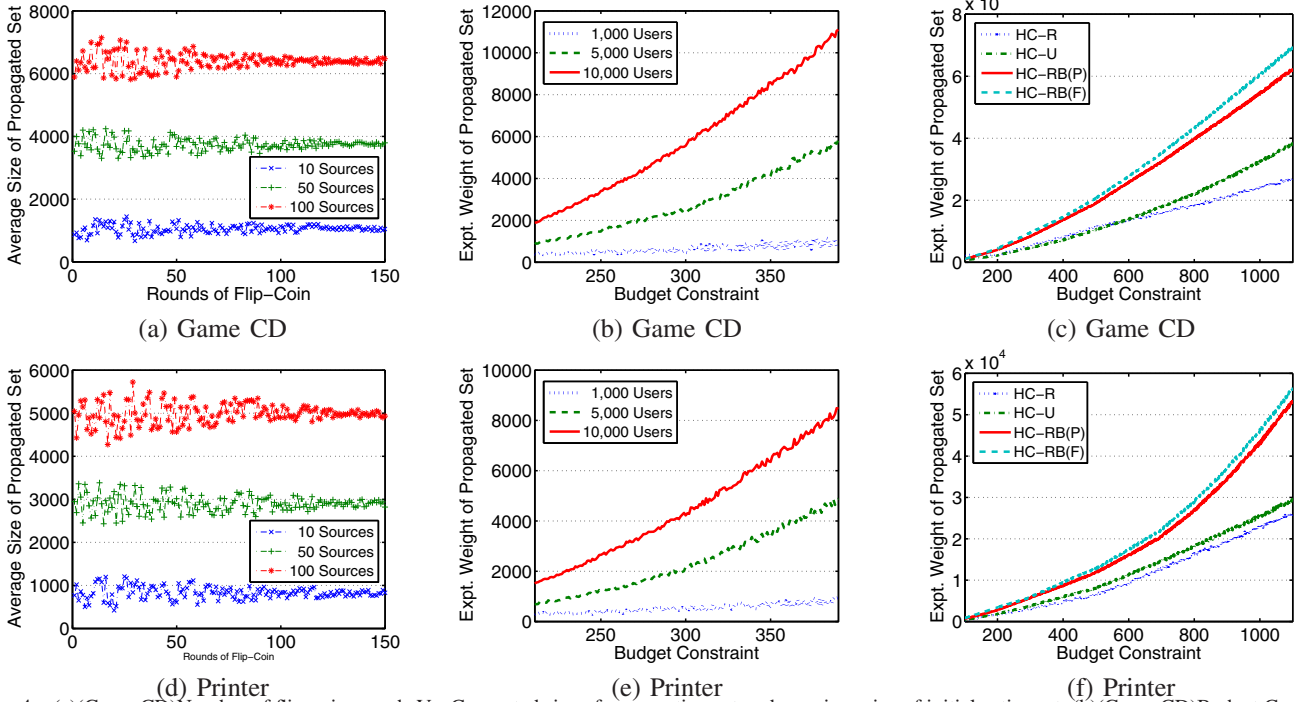 Average Size of Propagated Set
8000
6000
4000
2000
0
0
50
100
150
10 Sources
50 Sources
100 Sources
Rounds of Flip-Coin
(a) Game CD
Expt. Weight of Propagated Set
12000
10000
8000
6000
4000
2000
0
250
300
350
1,000 Users
5,000 Users
10,000 Users
Budget Constraint
(b) Game CD
Expt. Weight of Propagated Set
x 10
8
6
4
2
0
200
400
600
800
1000
HC-R
HC-U
HC-RB(P)
HC-RB(F)
Budget Constraint
(c) Game CD
Average Size of Propagated Set
6000
5000
4000
3000
2000
1000
0
0
50
100
150
10 Sources
50 Sources
100 Sources
Rounds of Flip-Coin
(d) Printer
Expt. Weight of Propagated Set
10000
8000
6000
4000
2000
0
250
300
350
1,000 Users
5,000 Users
10,000 Users
Budget Constraint
(e) Printer
Expt. Weight of Propagated Set
x 10^4
6
5
4
3
2
1
0
200
400
600
800
1000
HC-R
HC-U
HC-RB(P)
HC-RB(F)
Budget Constraint
(f) Printer